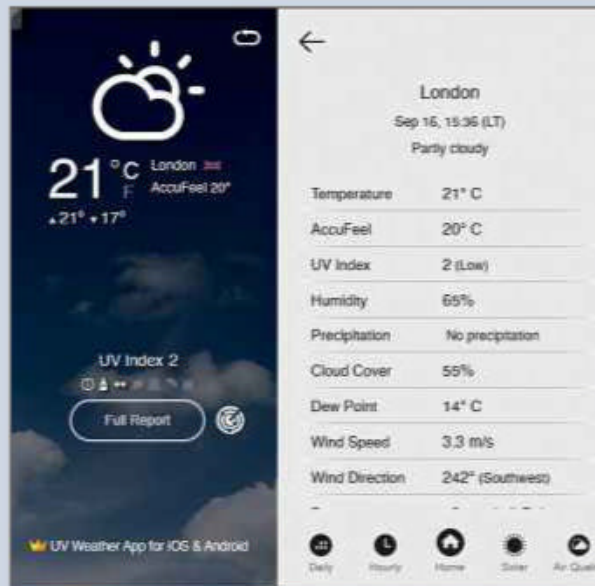 21°C
F
London
AccuFeel 20°
21° 17°
UV Index 2
Full Report
UV Weather App for iOS & Android
London
Sep 16, 15:36 (LT)
Partly cloudy
Temperature 21° C
AccuFeel 20° C
UV Index 2 (Low)
Humidity 65%
Precipitation No precipitation
Cloud Cover 55%
Dew Point 14° C
Wind Speed 3.3 m/s
Wind Direction 242° (Southwest)
Daily Hourly Home Solar Air Quali